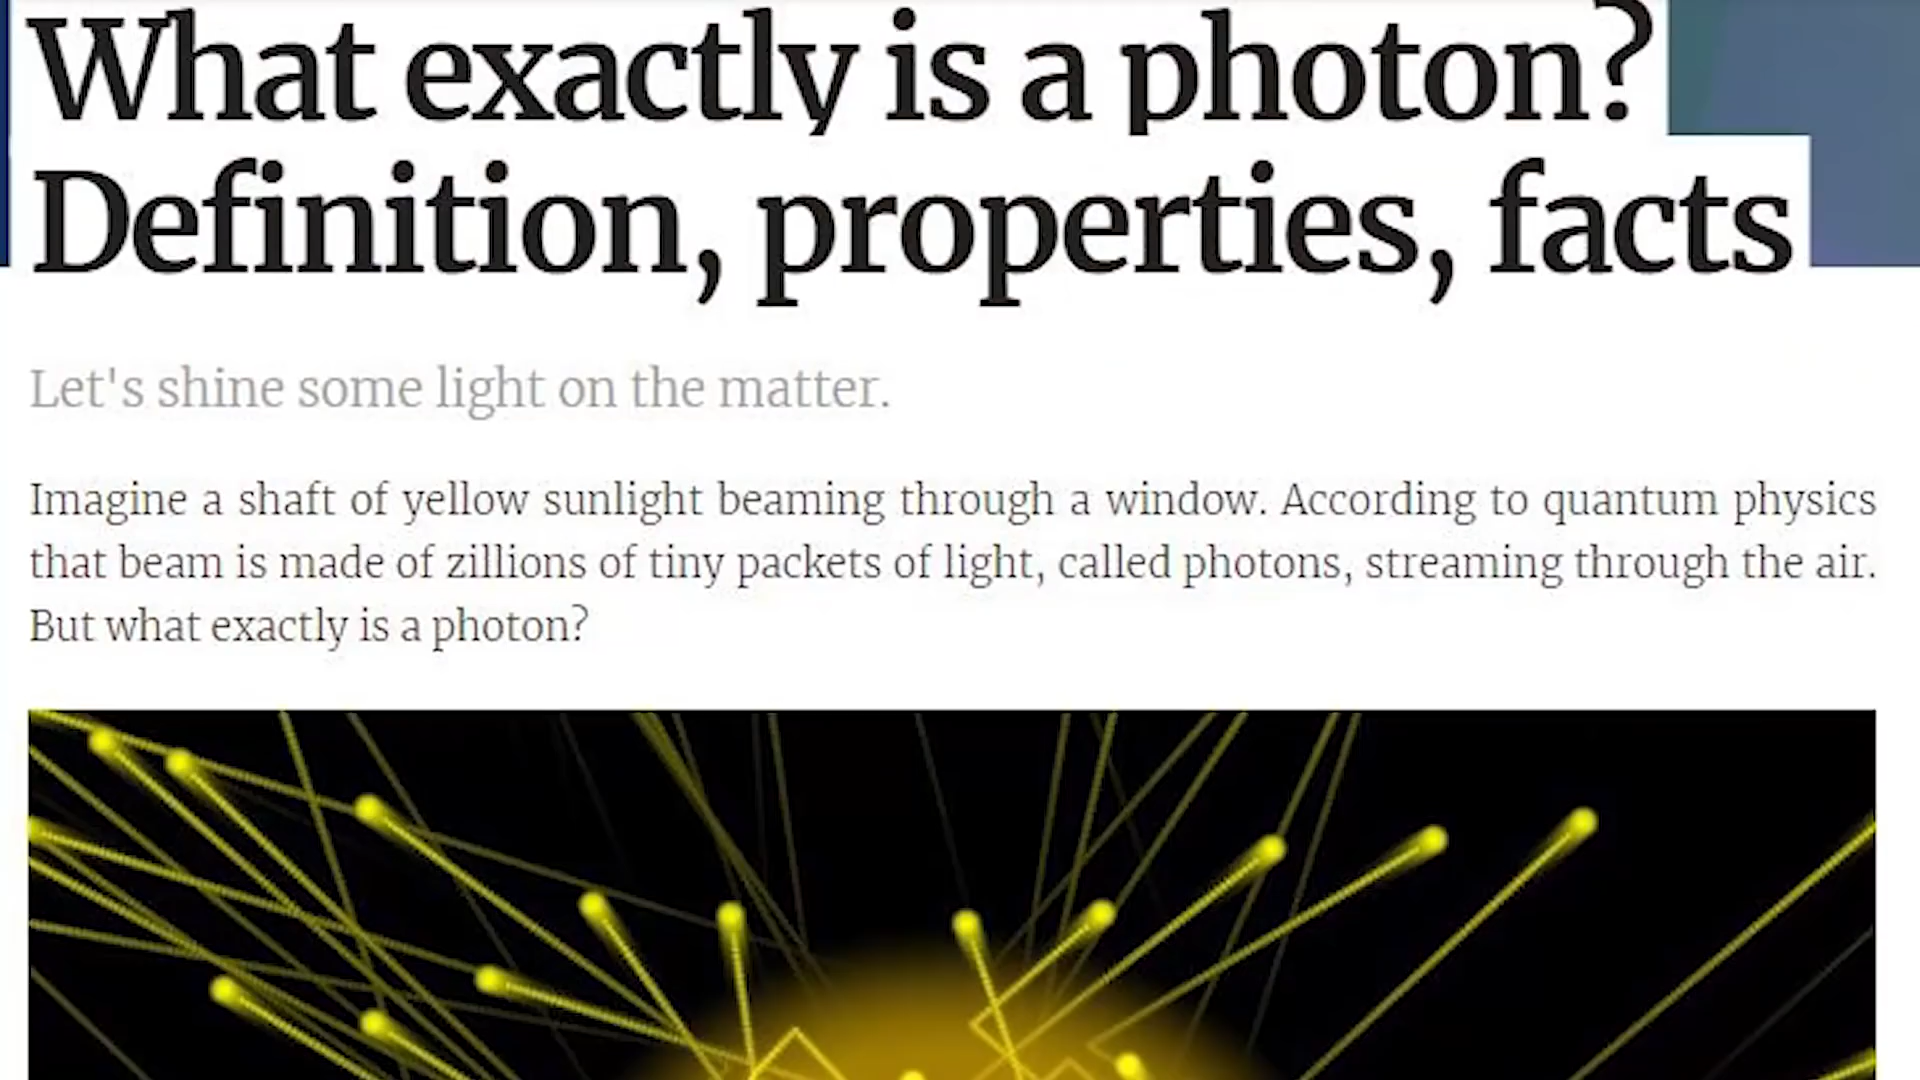 What exactly is a photon?
Definition, properties, facts
Let's shine some light on the matter.
Imagine a shaft of yellow sunlight beaming through a window. According to quantum physics
that beam is made of zillions of tiny packets of light, called photons, streaming through the air.
But what exactly is a photon?